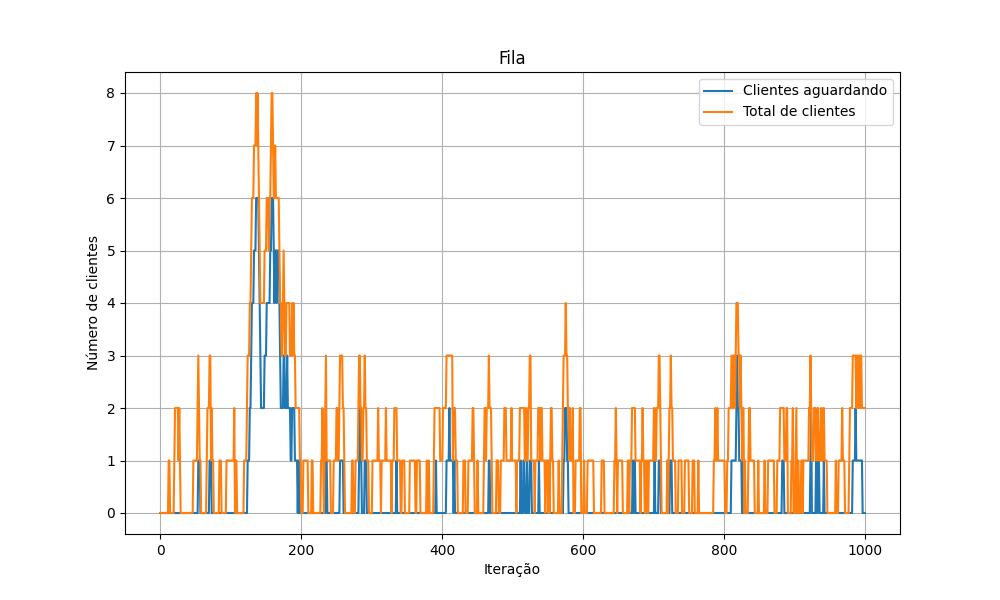 Fila
Clientes aguardando
Total de clientes
Número de clientes
8
7
6
5
4
3
2
1
0
0 200 400 600 800 1000
Iteração